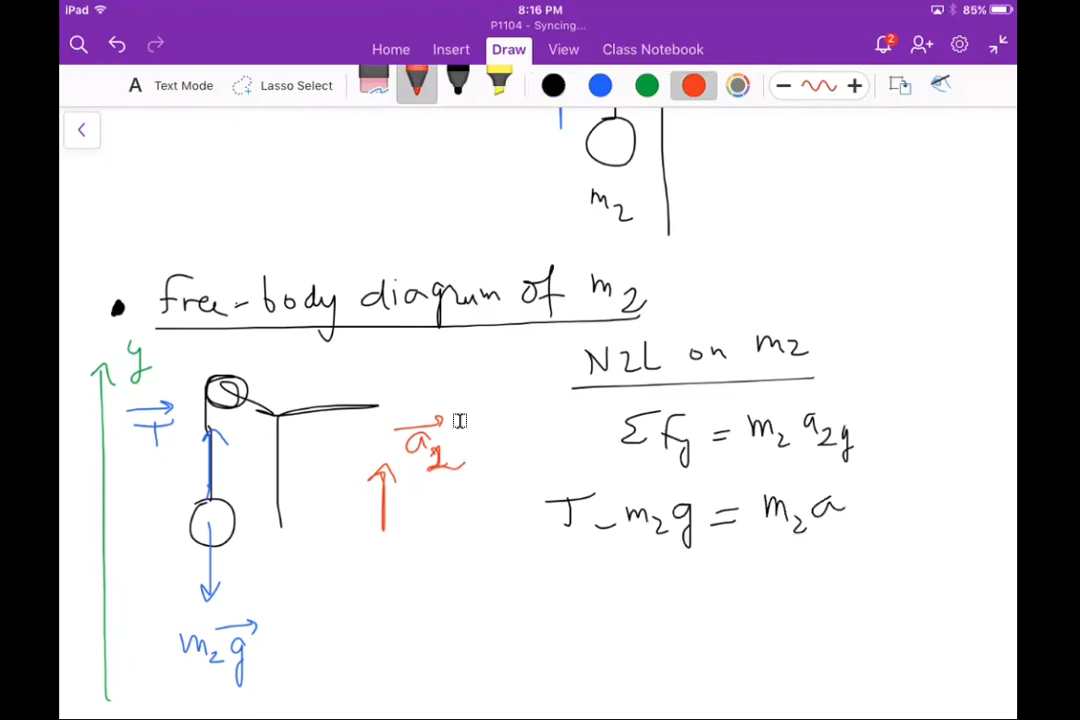 iPad 8:16 PM 85%
P1104 - Syncing...
Home Insert Draw View Class Notebook 2
A Text Mode Lasso Select
m2
• free-body diagram of m2
y
T
a2
m2g
N2L on m2
ΣFy = m2 a2y
T - m2g = m2a